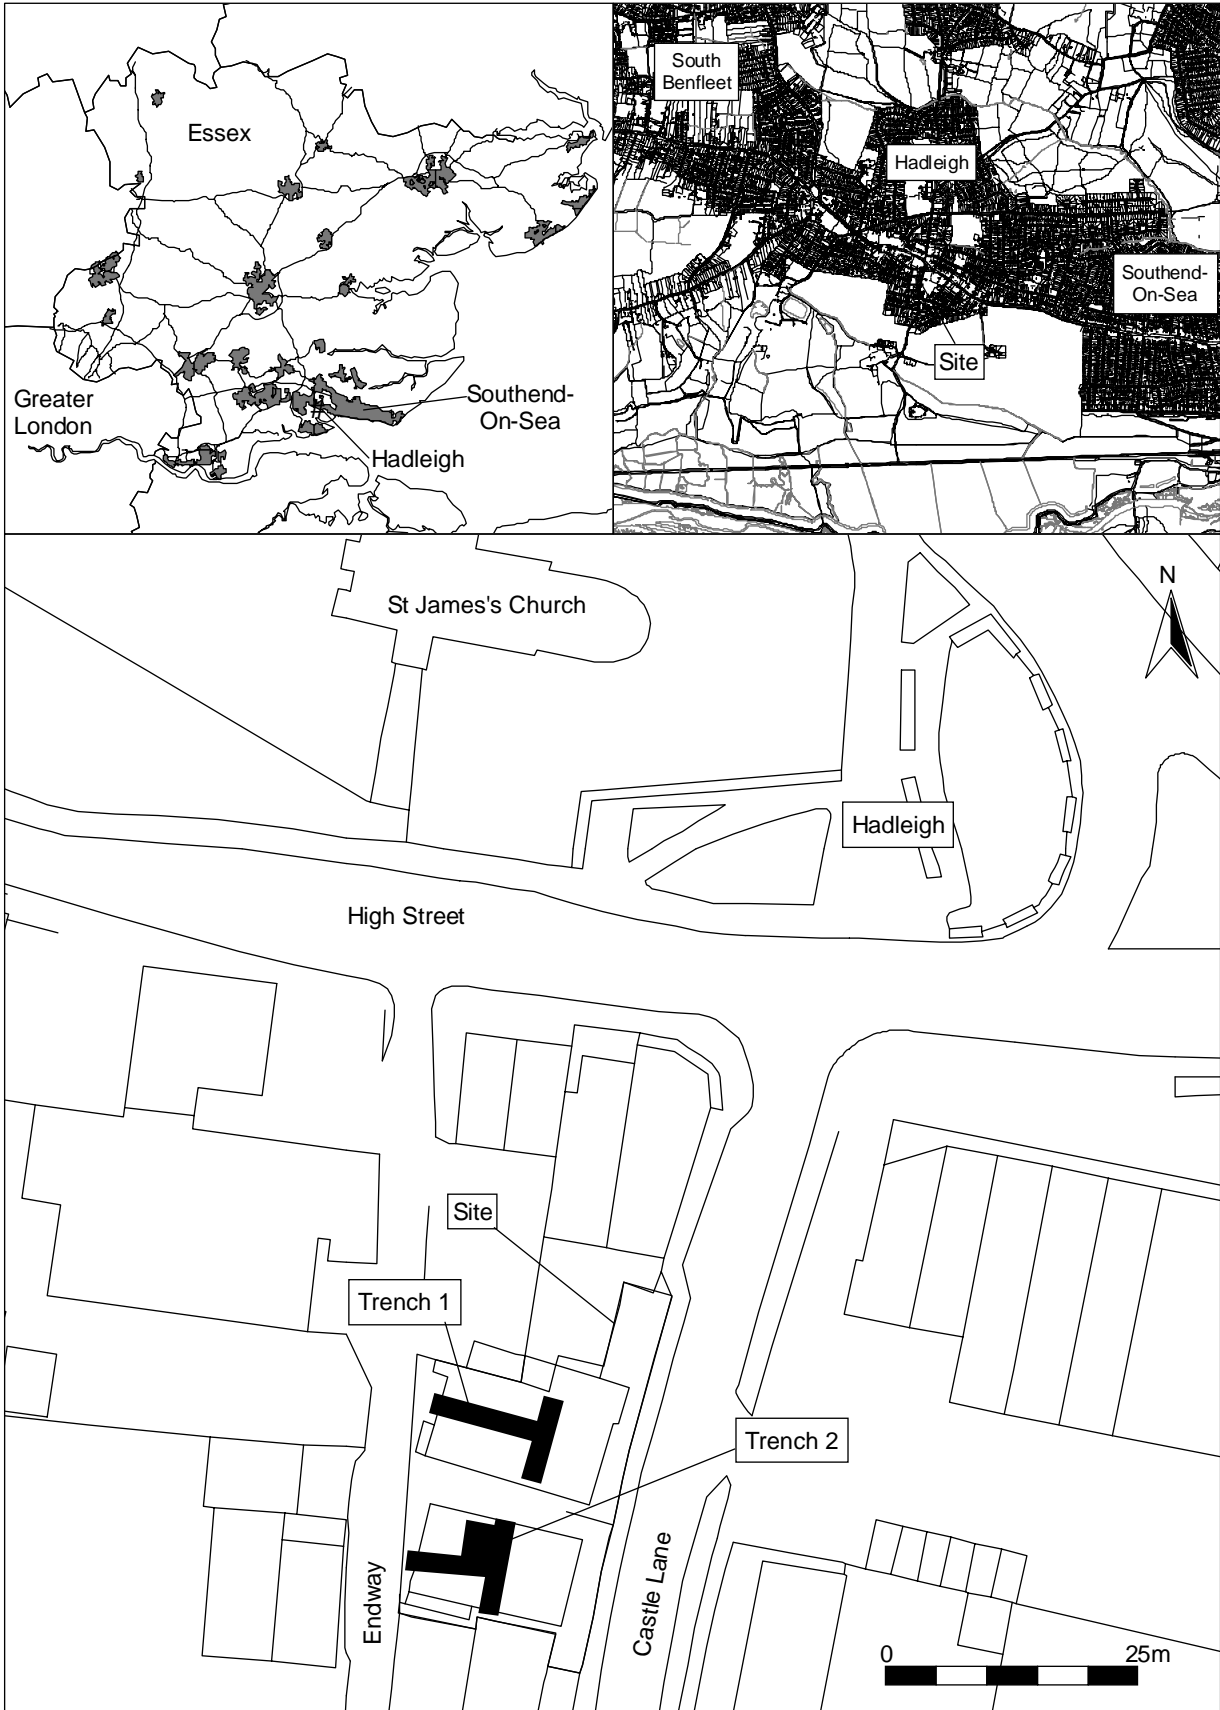 Essex
Greater
London
Southend-
On-Sea
Hadleigh
South
Benfleet
Hadleigh
Southend-
On-Sea
Site
St James's Church
N
Hadleigh
High Street
Site
Trench 1
Trench 2
Endway
Castle Lane
0 25m